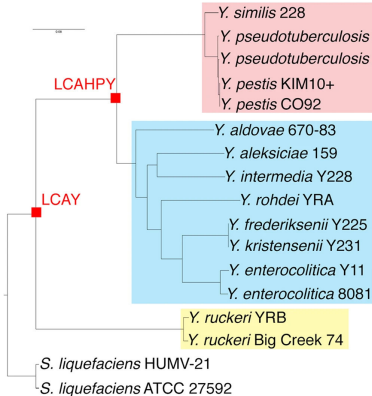 Y. similis 228
Y. pseudotuberculosis
Y. pseudotuberculosis
Y. pestis KIM10+
Y. pestis CO92
LCAHPY
Y. aldovae 670-83
Y. aleksiciae 159
Y. intermedia Y228
Y. rohdei YRA
Y. frederiksenii Y225
Y. kristensenii Y231
Y. enterocolitica Y11
Y. enterocolitica 8081
LCAY
Y. ruckeri YRB
Y. ruckeri Big Creek 74
S. liquefaciens HUMV-21
S. liquefaciens ATCC 27592